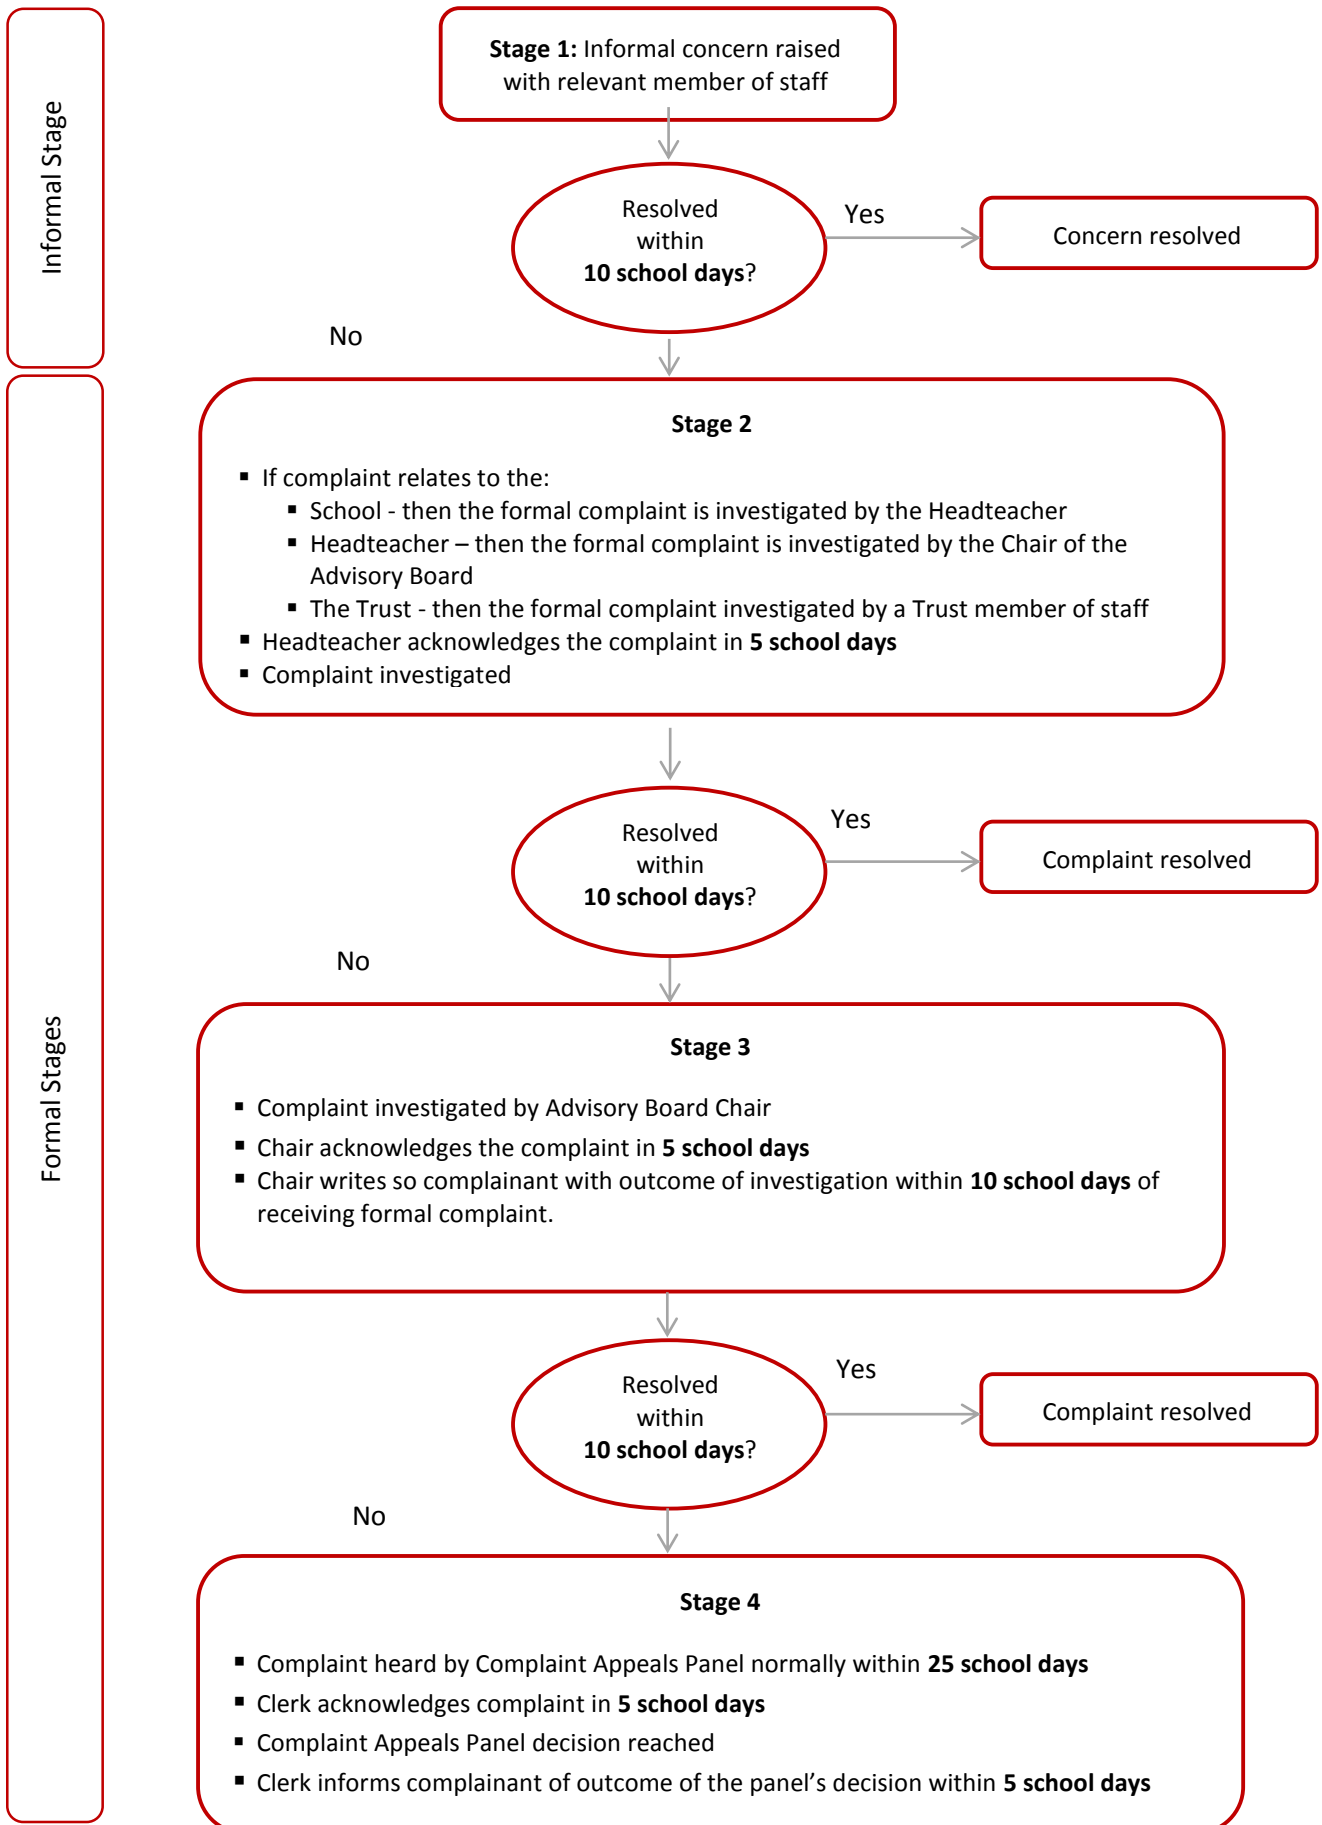 Informal Stage
Stage 1: Informal concern raised
with relevant member of staff
Resolved
within
10 school days?
Yes
Concern resolved
No
Formal Stages
Stage 2
▪ If complaint relates to the:
▪ School - then the formal complaint is investigated by the Headteacher
▪ Headteacher – then the formal complaint is investigated by the Chair of the
Advisory Board
▪ The Trust - then the formal complaint investigated by a Trust member of staff
▪ Headteacher acknowledges the complaint in 5 school days
▪ Complaint investigated
Resolved
within
10 school days?
Yes
Complaint resolved
No
Stage 3
▪ Complaint investigated by Advisory Board Chair
▪ Chair acknowledges the complaint in 5 school days
▪ Chair writes so complainant with outcome of investigation within 10 school days of
receiving formal complaint.
Resolved
within
10 school days?
Yes
Complaint resolved
No
Stage 4
▪ Complaint heard by Complaint Appeals Panel normally within 25 school days
▪ Clerk acknowledges complaint in 5 school days
▪ Complaint Appeals Panel decision reached
▪ Clerk informs complainant of outcome of the panel’s decision within 5 school days